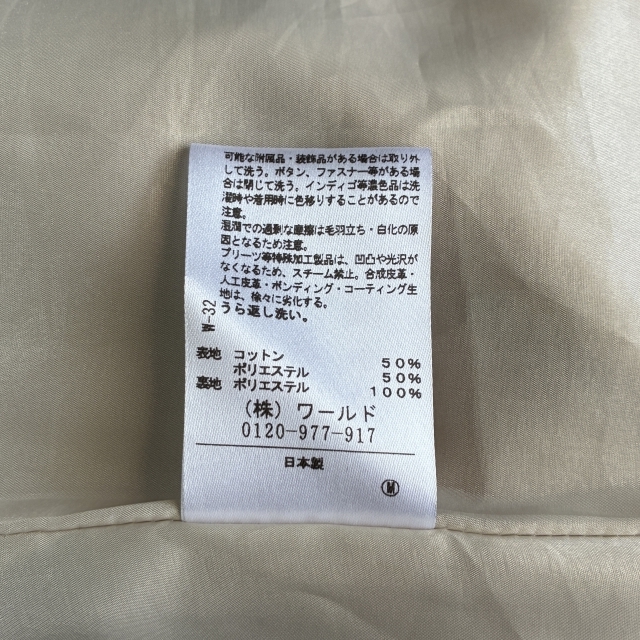 可能な附属品・装飾品がある場合は取り外
して洗う。ボタン、ファスナー等がある場
合は閉じて洗う。インディゴ等濃色品は洗
濯時や着用時に色移りすることがあるので
注意。
湿潤での過剰な摩擦は毛羽立ち・白化の原
因となるため注意。
プリーツ等特殊加工製品は、凹凸や光沢が
なくなるため、スチーム禁止。合成皮革・
人工皮革・ボンディング・コーティング生
地は、徐々に劣化する。
うら返し洗い。
W-32
表地 コットン 50%
ポリエステル 50%
裏地 ポリエステル 100%
(株) ワールド
0120-977-917
日本製
M